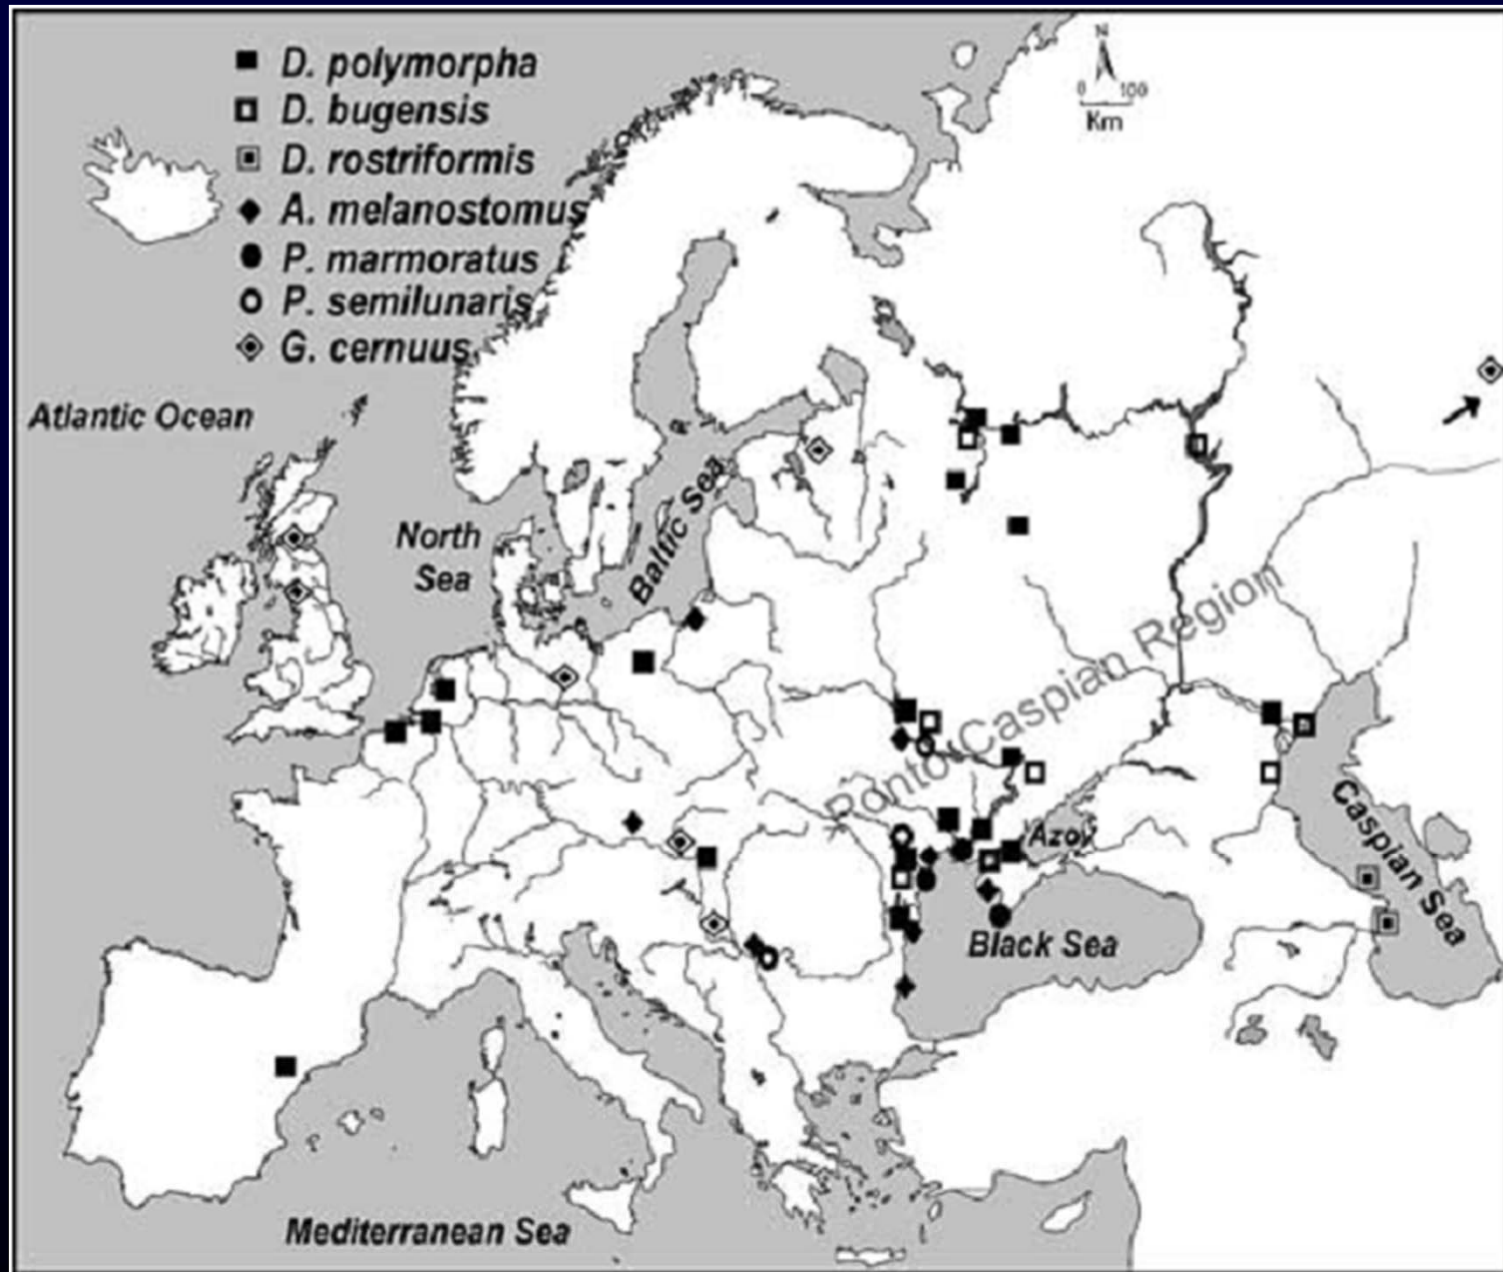 D. polymorpha
D. bugensis
D. rostriformis
A. melanostomus
P. marmoratus
P. semilunaris
G. cernuus
N
0 100
Km
Atlantic Ocean
North
Sea
Baltic Sea
Ponto-Caspian Region
Azov
Caspian Sea
Black Sea
Mediterranean Sea